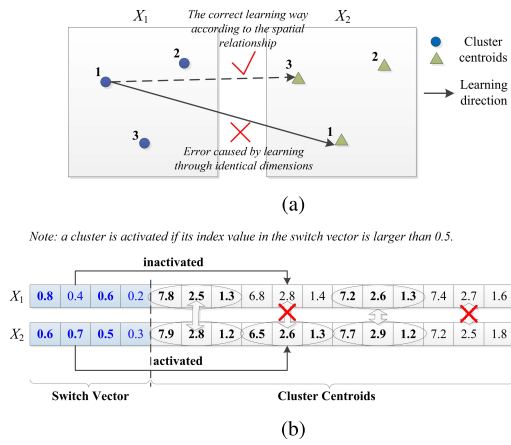 X1 X2
The correct learning way
according to the spatial
relationship
1 2 3
3 2 1
Cluster
centroids
Learning
direction
Error caused by learning
through identical dimensions
(a)
Note: a cluster is activated if its index value in the switch vector is larger than 0.5.
inactivated
X1 0.8 0.4 0.6 0.2 7.8 2.5 1.3 6.8 2.8 1.4 7.2 2.6 1.3 7.4 2.7 1.6
X2 0.6 0.7 0.5 0.3 7.9 2.8 1.2 6.5 2.6 1.3 7.7 2.9 1.2 7.2 2.5 1.8
activated
Switch Vector Cluster Centroids
(b)